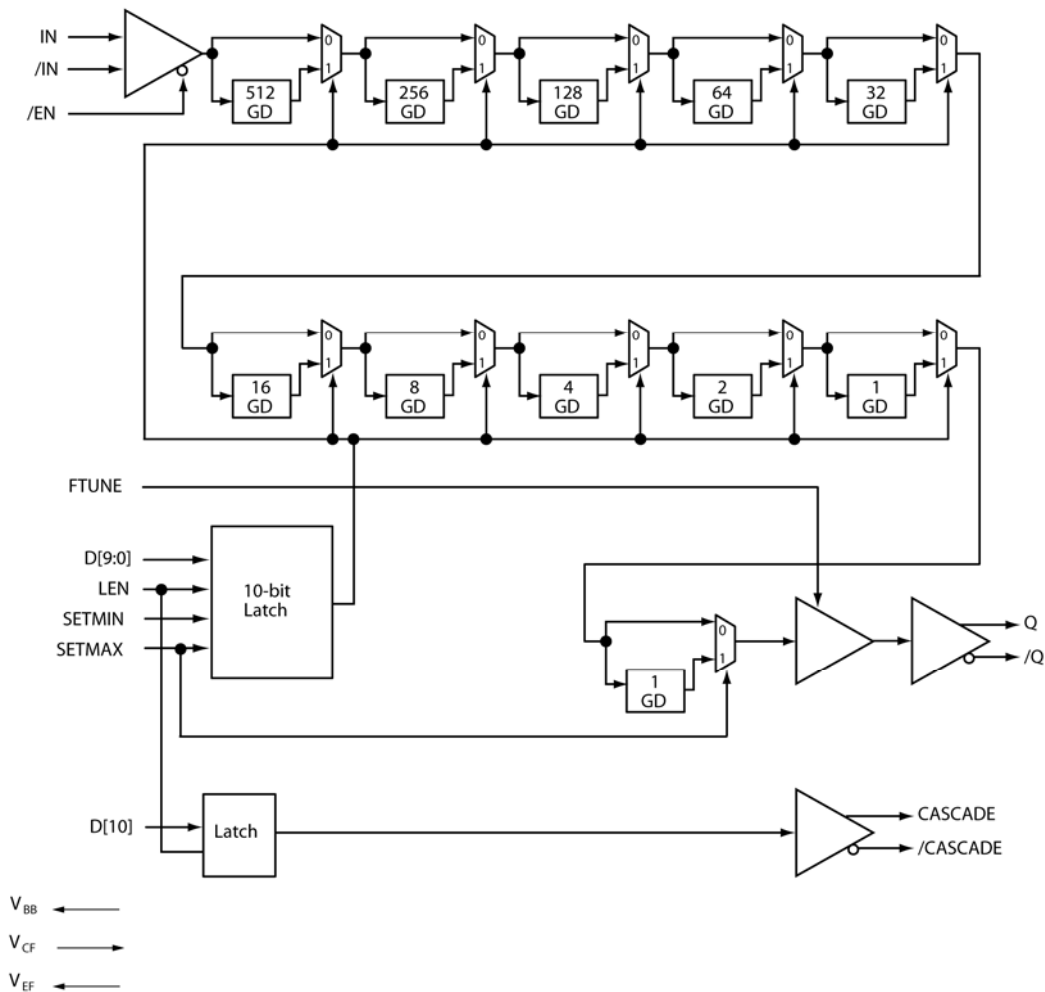 IN
/IN
/EN
0
1
512
GD
0
1
256
GD
0
1
128
GD
0
1
64
GD
0
1
32
GD
0
1
16
GD
0
1
8
GD
0
1
4
GD
0
1
2
GD
0
1
1
GD
FTUNE
D[9:0]
LEN
SETMIN
SETMAX
10-bit
Latch
0
1
1
GD
Q
/Q
D[10]
Latch
CASCADE
/CASCADE
VBB
VCF
VEF